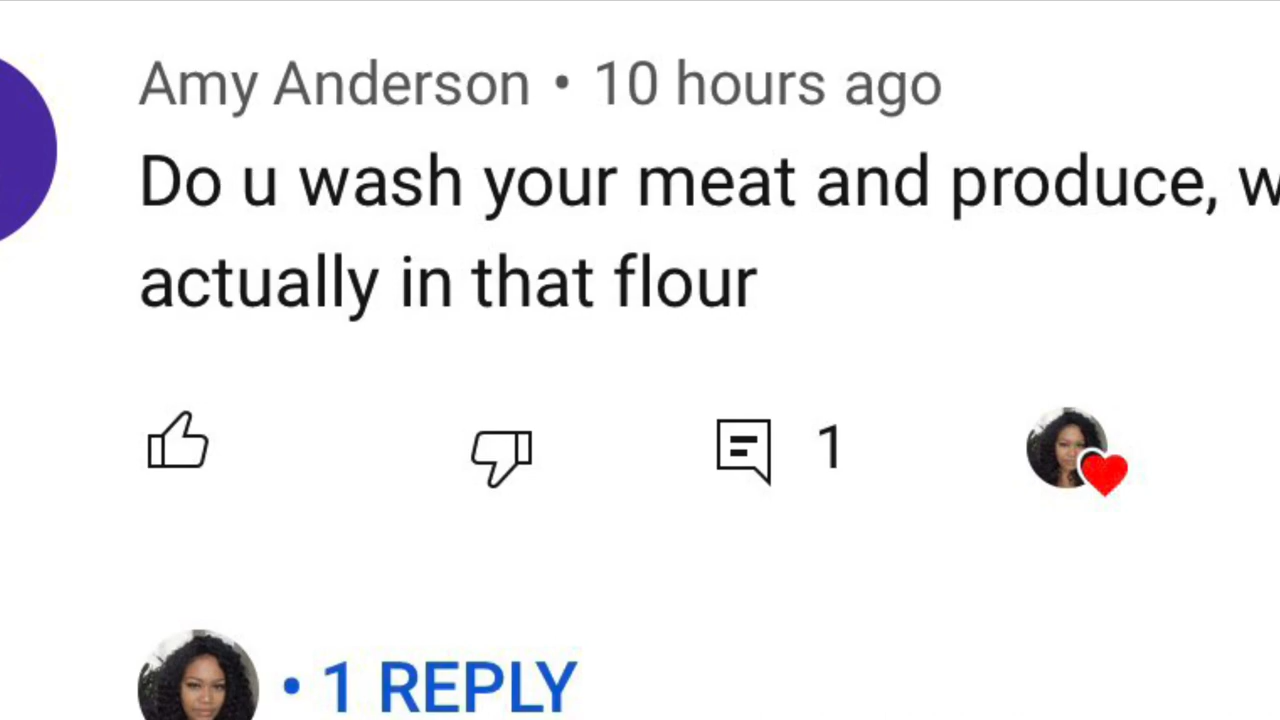 Amy Anderson • 10 hours ago
Do u wash your meat and produce,
actually in that flour
1
• 1 REPLY